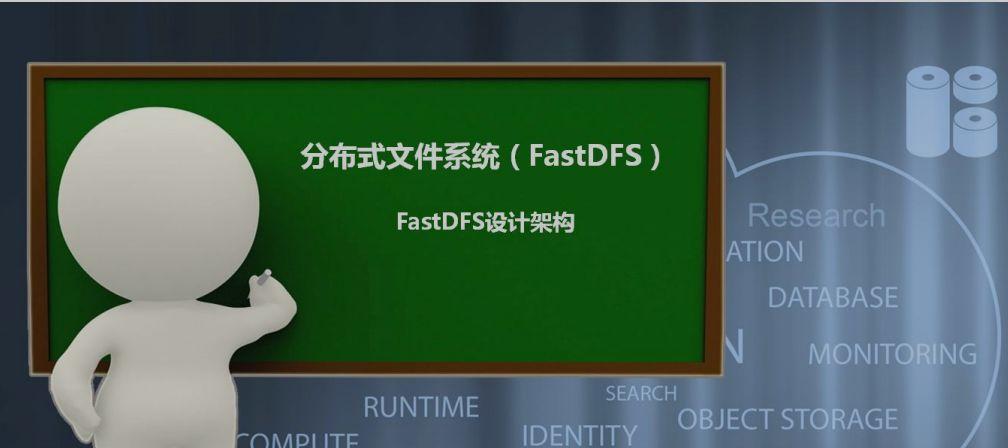 分布式文件系统（FastDFS）
FastDFS设计架构
Research
ATION
DATABASE
N
MONITORING
SEARCH
RUNTIME
OBJECT STORAGE
IDENTITY
COMPUTE